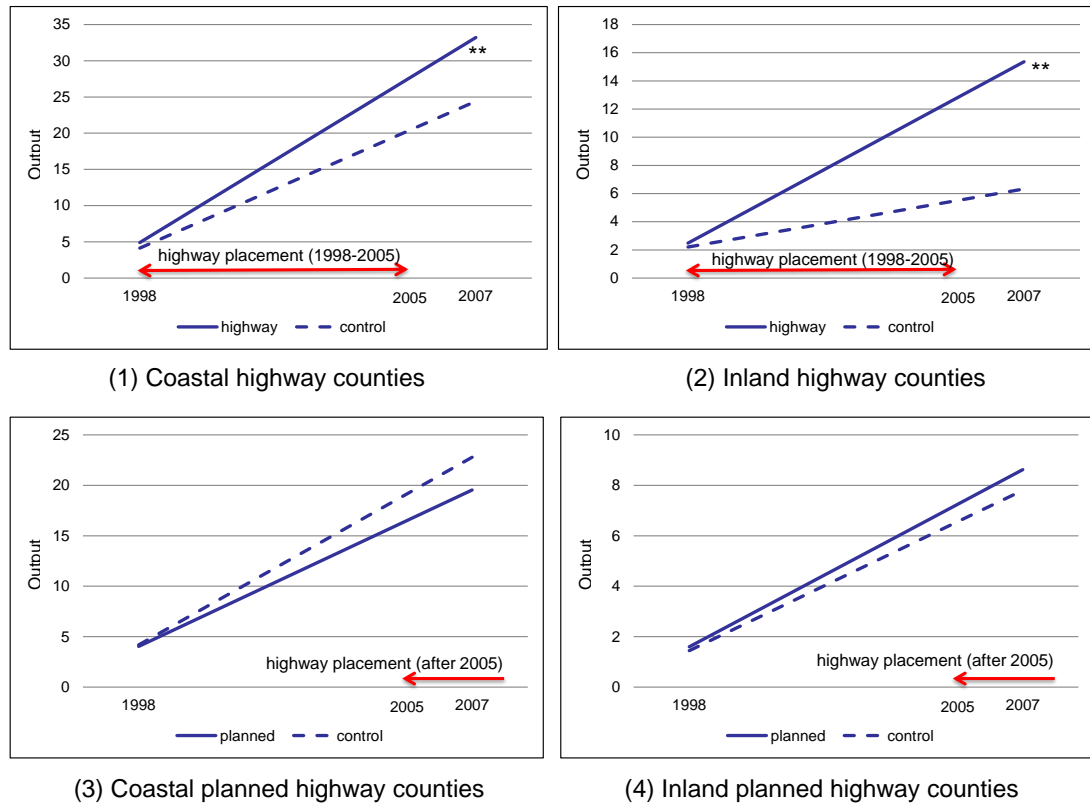 35
30
25
20
15
10
5
0
Output
**
highway placement (1998-2005)
1998
2005
2007
highway
control
(1) Coastal highway counties
18
16
14
12
10
8
6
4
2
0
Output
**
highway placement (1998-2005)
1998
2005
2007
highway
control
(2) Inland highway counties
25
20
15
10
5
0
Output
highway placement (after 2005)
1998
2005
2007
planned
control
(3) Coastal planned highway counties
10
8
6
4
2
0
Output
highway placement (after 2005)
1998
2005
2007
planned
control
(4) Inland planned highway counties